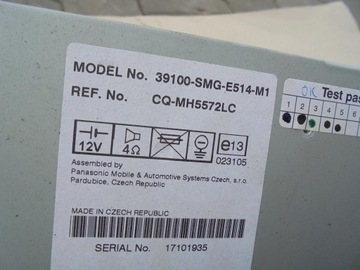 MODEL No. 39100-SMG-E514-M1
REF. No. CQ-MH5572LC
OK Test pas
1 2 3 4 5 6
12V 4Ω e13
023105
Assembled by
Panasonic Mobile & Automotive Systems Czech, s.r.o.
Pardubice, Czech Republic
MADE IN CZECH REPUBLIC
SERIAL No. 17101935